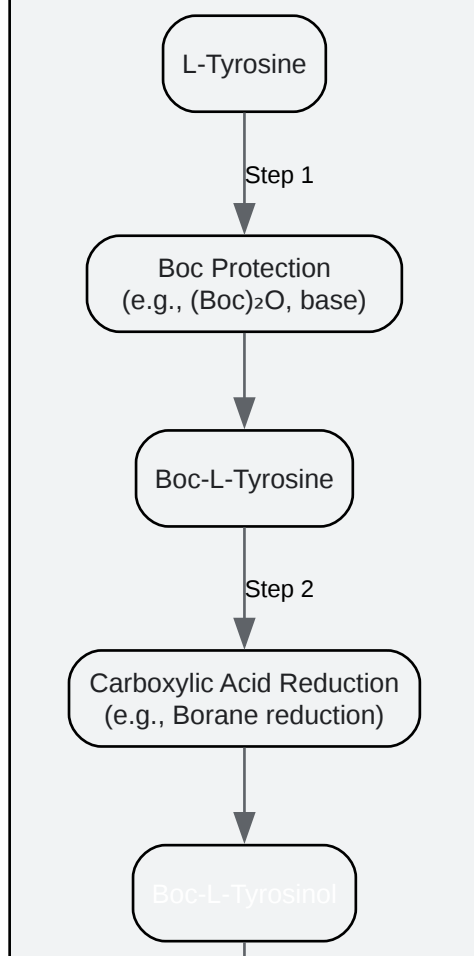 L-Tyrosine
Step 1
Boc Protection
(e.g., (Boc)₂O, base)
Boc-L-Tyrosine
Step 2
Carboxylic Acid Reduction
(e.g., Borane reduction)
Boc-L-Tyrosinol